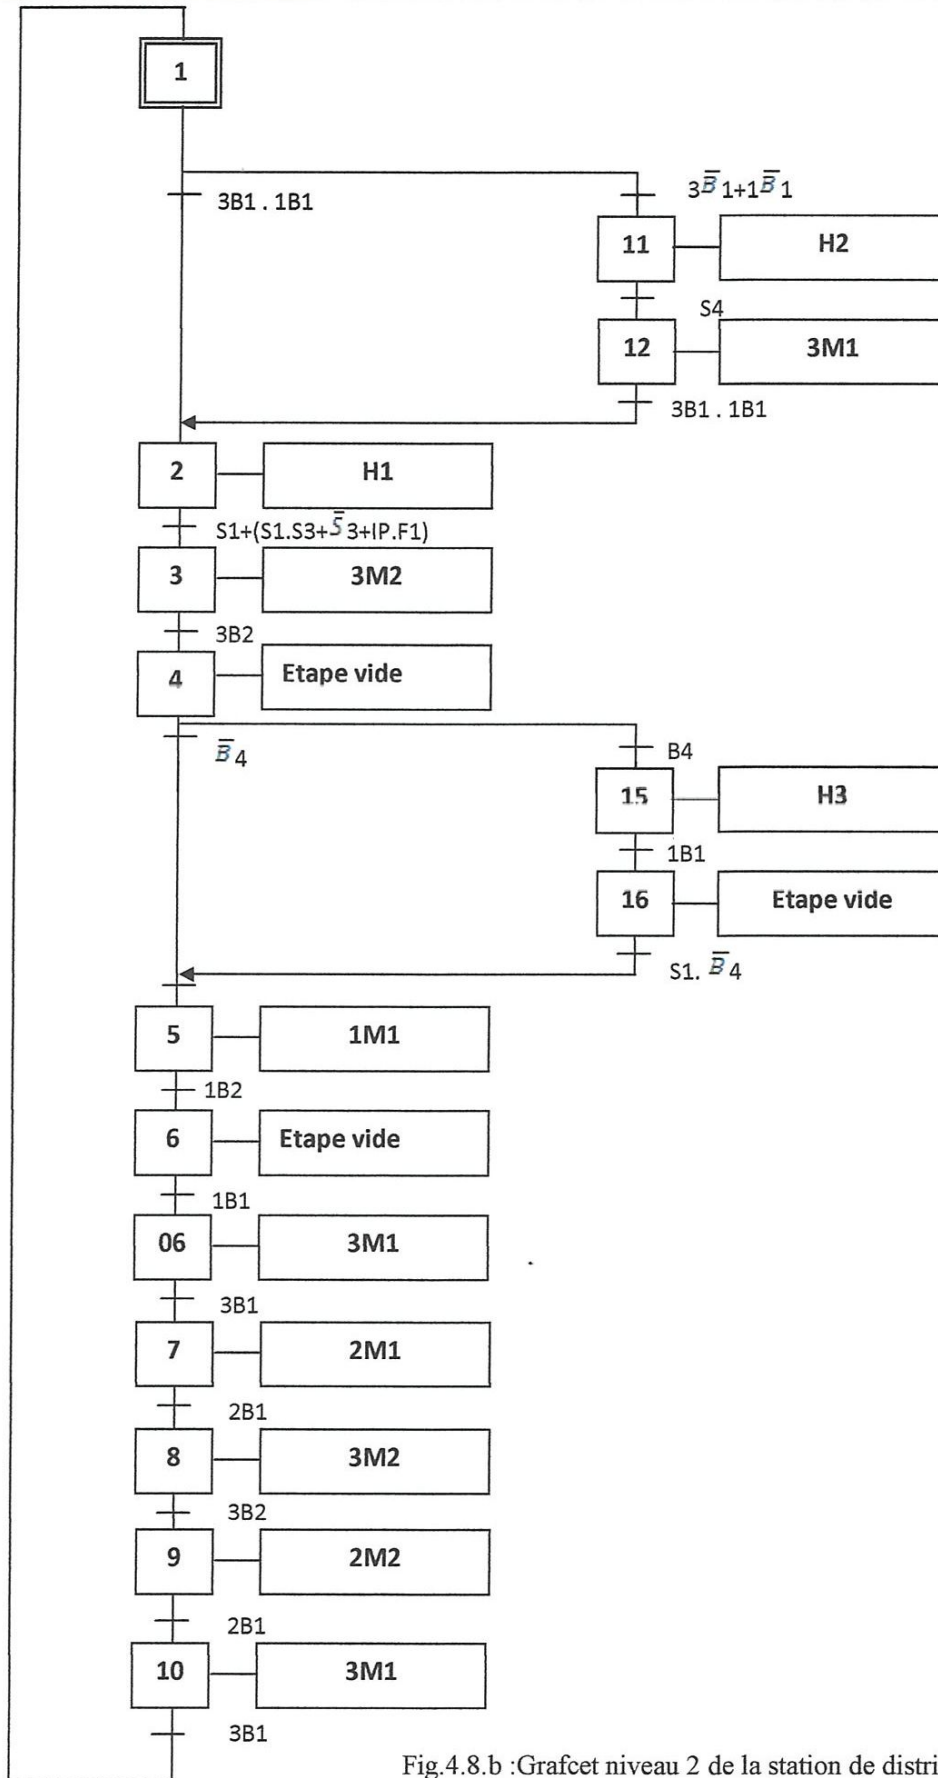 1
3B1 . 1B1
3B̅1+1B̅1
11 H2
S4
12 3M1
3B1 . 1B1
2 H1
S1+(S1.S3+S̅3+IP.F1)
3 3M2
3B2
4 Etape vide
B̅4
B4
15 H3
1B1
16 Etape vide
S1. B̅4
5 1M1
1B2
6 Etape vide
1B1
06 3M1
3B1
7 2M1
2B1
8 3M2
3B2
9 2M2
2B1
10 3M1
3B1
Fig.4.8.b :Grafcet niveau 2 de la station de distri